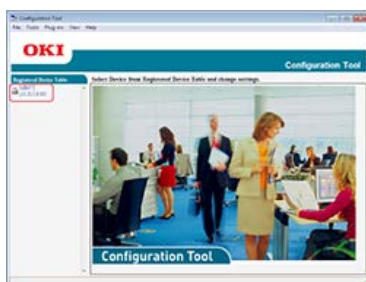 Configuration Tool
File Tools Plug-ins View Help
OKI
Configuration Tool
Registered Device Table
Select Device from Registered Device Table and change settings.
Configuration Tool